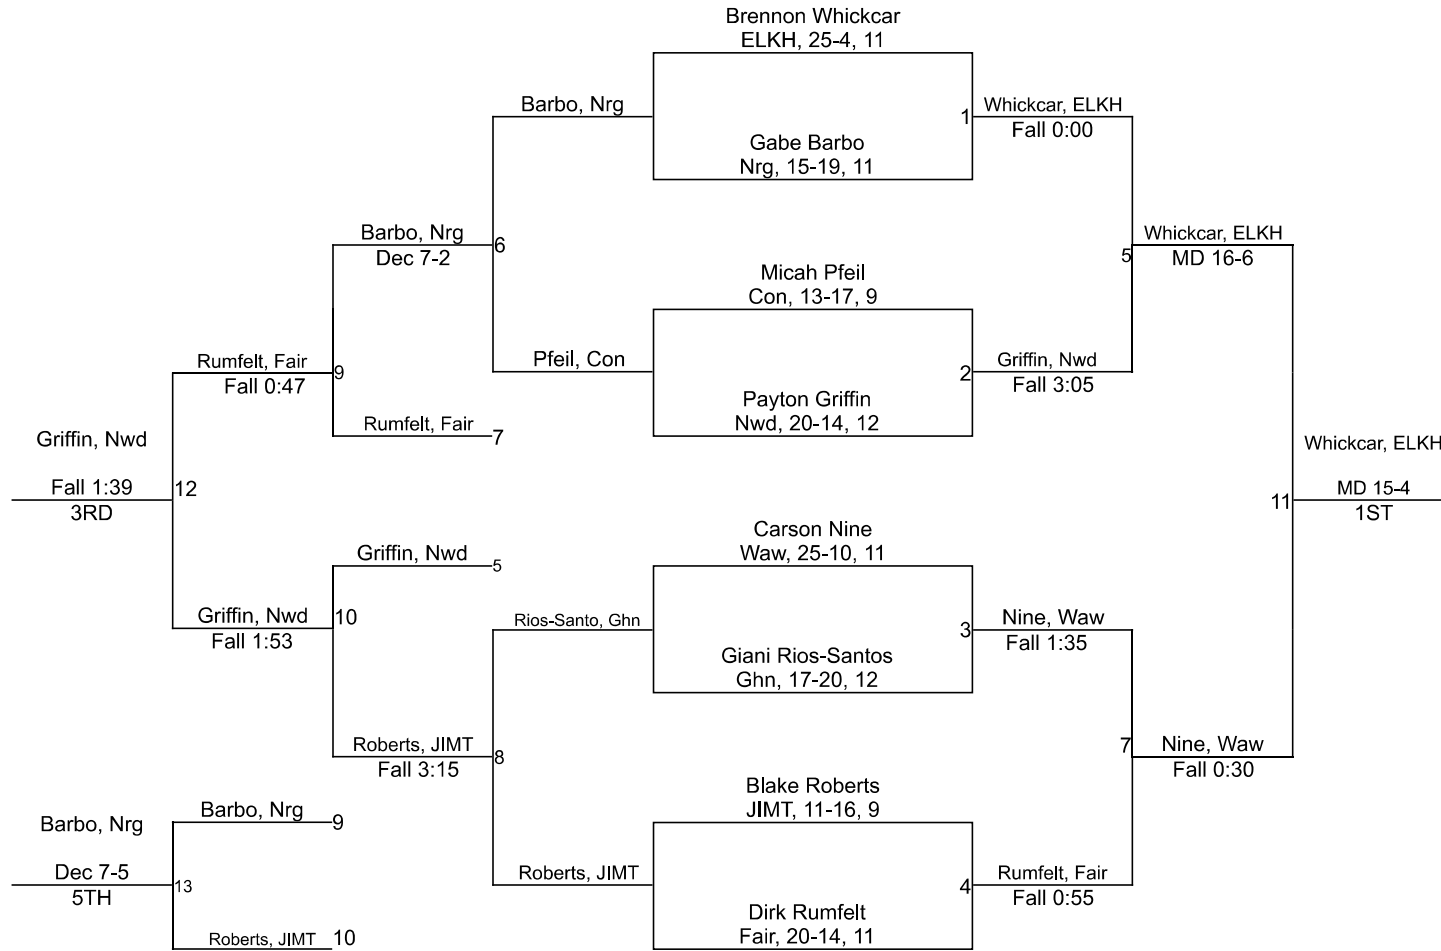 Brennon Whickcar
ELKH, 25-4, 11
Barbo, Nrg
1
Whickcar, ELKH
Fall 0:00
Gabe Barbo
Nrg, 15-19, 11
Barbo, Nrg
Dec 7-2
6
Whickcar, ELKH
MD 16-6
5
Micah Pfeil
Con, 13-17, 9
Rumfelt, Fair
Fall 0:47
9
Pfeil, Con
2
Griffin, Nwd
Fall 3:05
Payton Griffin
Nwd, 20-14, 12
Rumfelt, Fair
7
Griffin, Nwd
Fall 1:39
3RD
12
Whickcar, ELKH
MD 15-4
1ST
11
Carson Nine
Waw, 25-10, 11
Griffin, Nwd
5
Griffin, Nwd
Fall 1:53
10
Rios-Santo, Ghn
3
Nine, Waw
Fall 1:35
Giani Rios-Santos
Ghn, 17-20, 12
Roberts, JIMT
Fall 3:15
8
7
Nine, Waw
Fall 0:30
Blake Roberts
JIMT, 11-16, 9
Barbo, Nrg
9
Barbo, Nrg
Dec 7-5
5TH
13
Roberts, JIMT
4
Rumfelt, Fair
Fall 0:55
Dirk Rumfelt
Fair, 20-14, 11
Roberts, JIMT
10